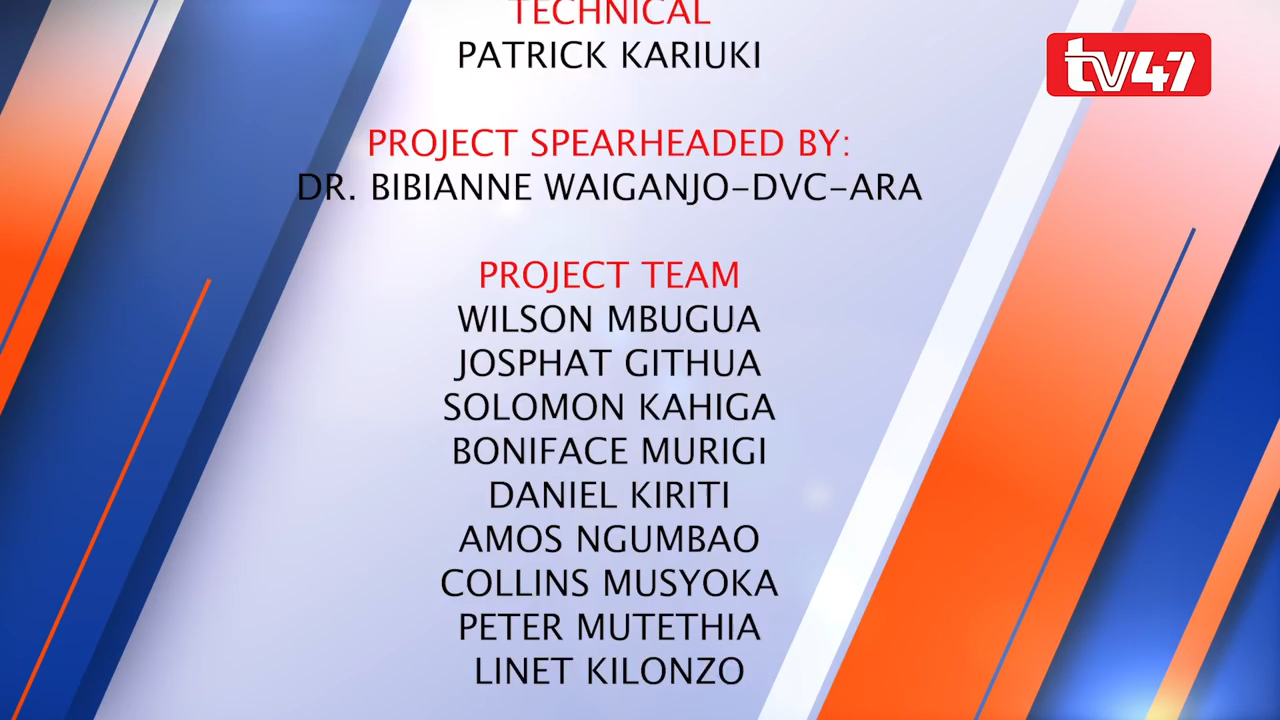 TECHNICAL
PATRICK KARIUKI
tv47
PROJECT SPEARHEADED BY:
DR. BIBIANNE WAIGANJO-DVC-ARA
PROJECT TEAM
WILSON MBUGUA
JOSPHAT GITHUA
SOLOMON KAHIGA
BONIFACE MURIGI
DANIEL KIRITI
AMOS NGUMBAO
COLLINS MUSYOKA
PETER MUTETHIA
LINET KILONZO